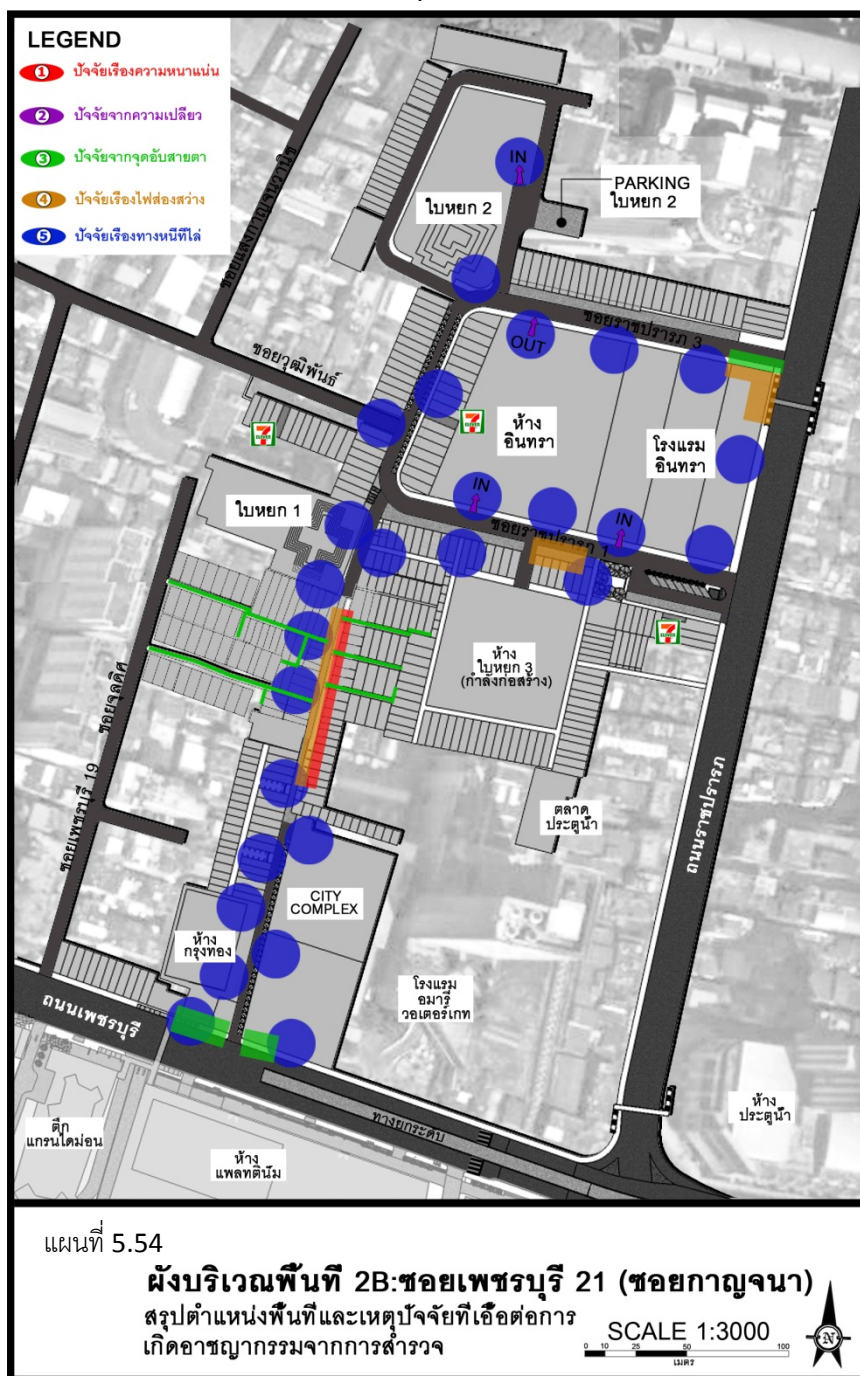 LEGEND
1 ปัจจัยเรื่องความหนาแน่น
2 ปัจจัยจากความเปลี่ยว
3 ปัจจัยจากจุดอับสายตา
4 ปัจจัยเรื่องไฟส่องสว่าง
5 ปัจจัยเรื่องทางหนีทีไล่
IN
PARKING
ใบหยก 2
ใบหยก 2
ซอยราชปรารภ 3
OUT
ซอยวุฒิพันธ์
7
ELEVEN
7
ELEVEN
ห้าง
อินทรา
โรงแรม
อินทรา
IN
IN
ใบหยก 1
ซอยราชปรารภ 1
7
ELEVEN
ห้าง
ใบหยก 3
(กำลังก่อสร้าง)
ซอยเพชรบุรี 19
ซอยจุลดิศ
ตลาด
ประตูน้ำ
ถนนราชปรารภ
CITY
COMPLEX
ห้าง
กรุงทอง
โรงแรม
อมารี
วอเตอร์เกท
ถนนเพชรบุรี
ทางยกระดับ
ห้าง
ประตูน้ำ
ตึก
แกรนไดม่อน
ห้าง
แพลทตินัม
แผนที่ 5.54
ผังบริเวณพื้นที่ 2B:ซอยเพชรบุรี 21 (ซอยกาญจนา)
สรุปตำแหน่งพื้นที่และเหตุปัจจัยที่เอื้อต่อการ
เกิดอาชญากรรมจากการสำรวจ
SCALE 1:3000
0 10 25 50 100
เมตร
N